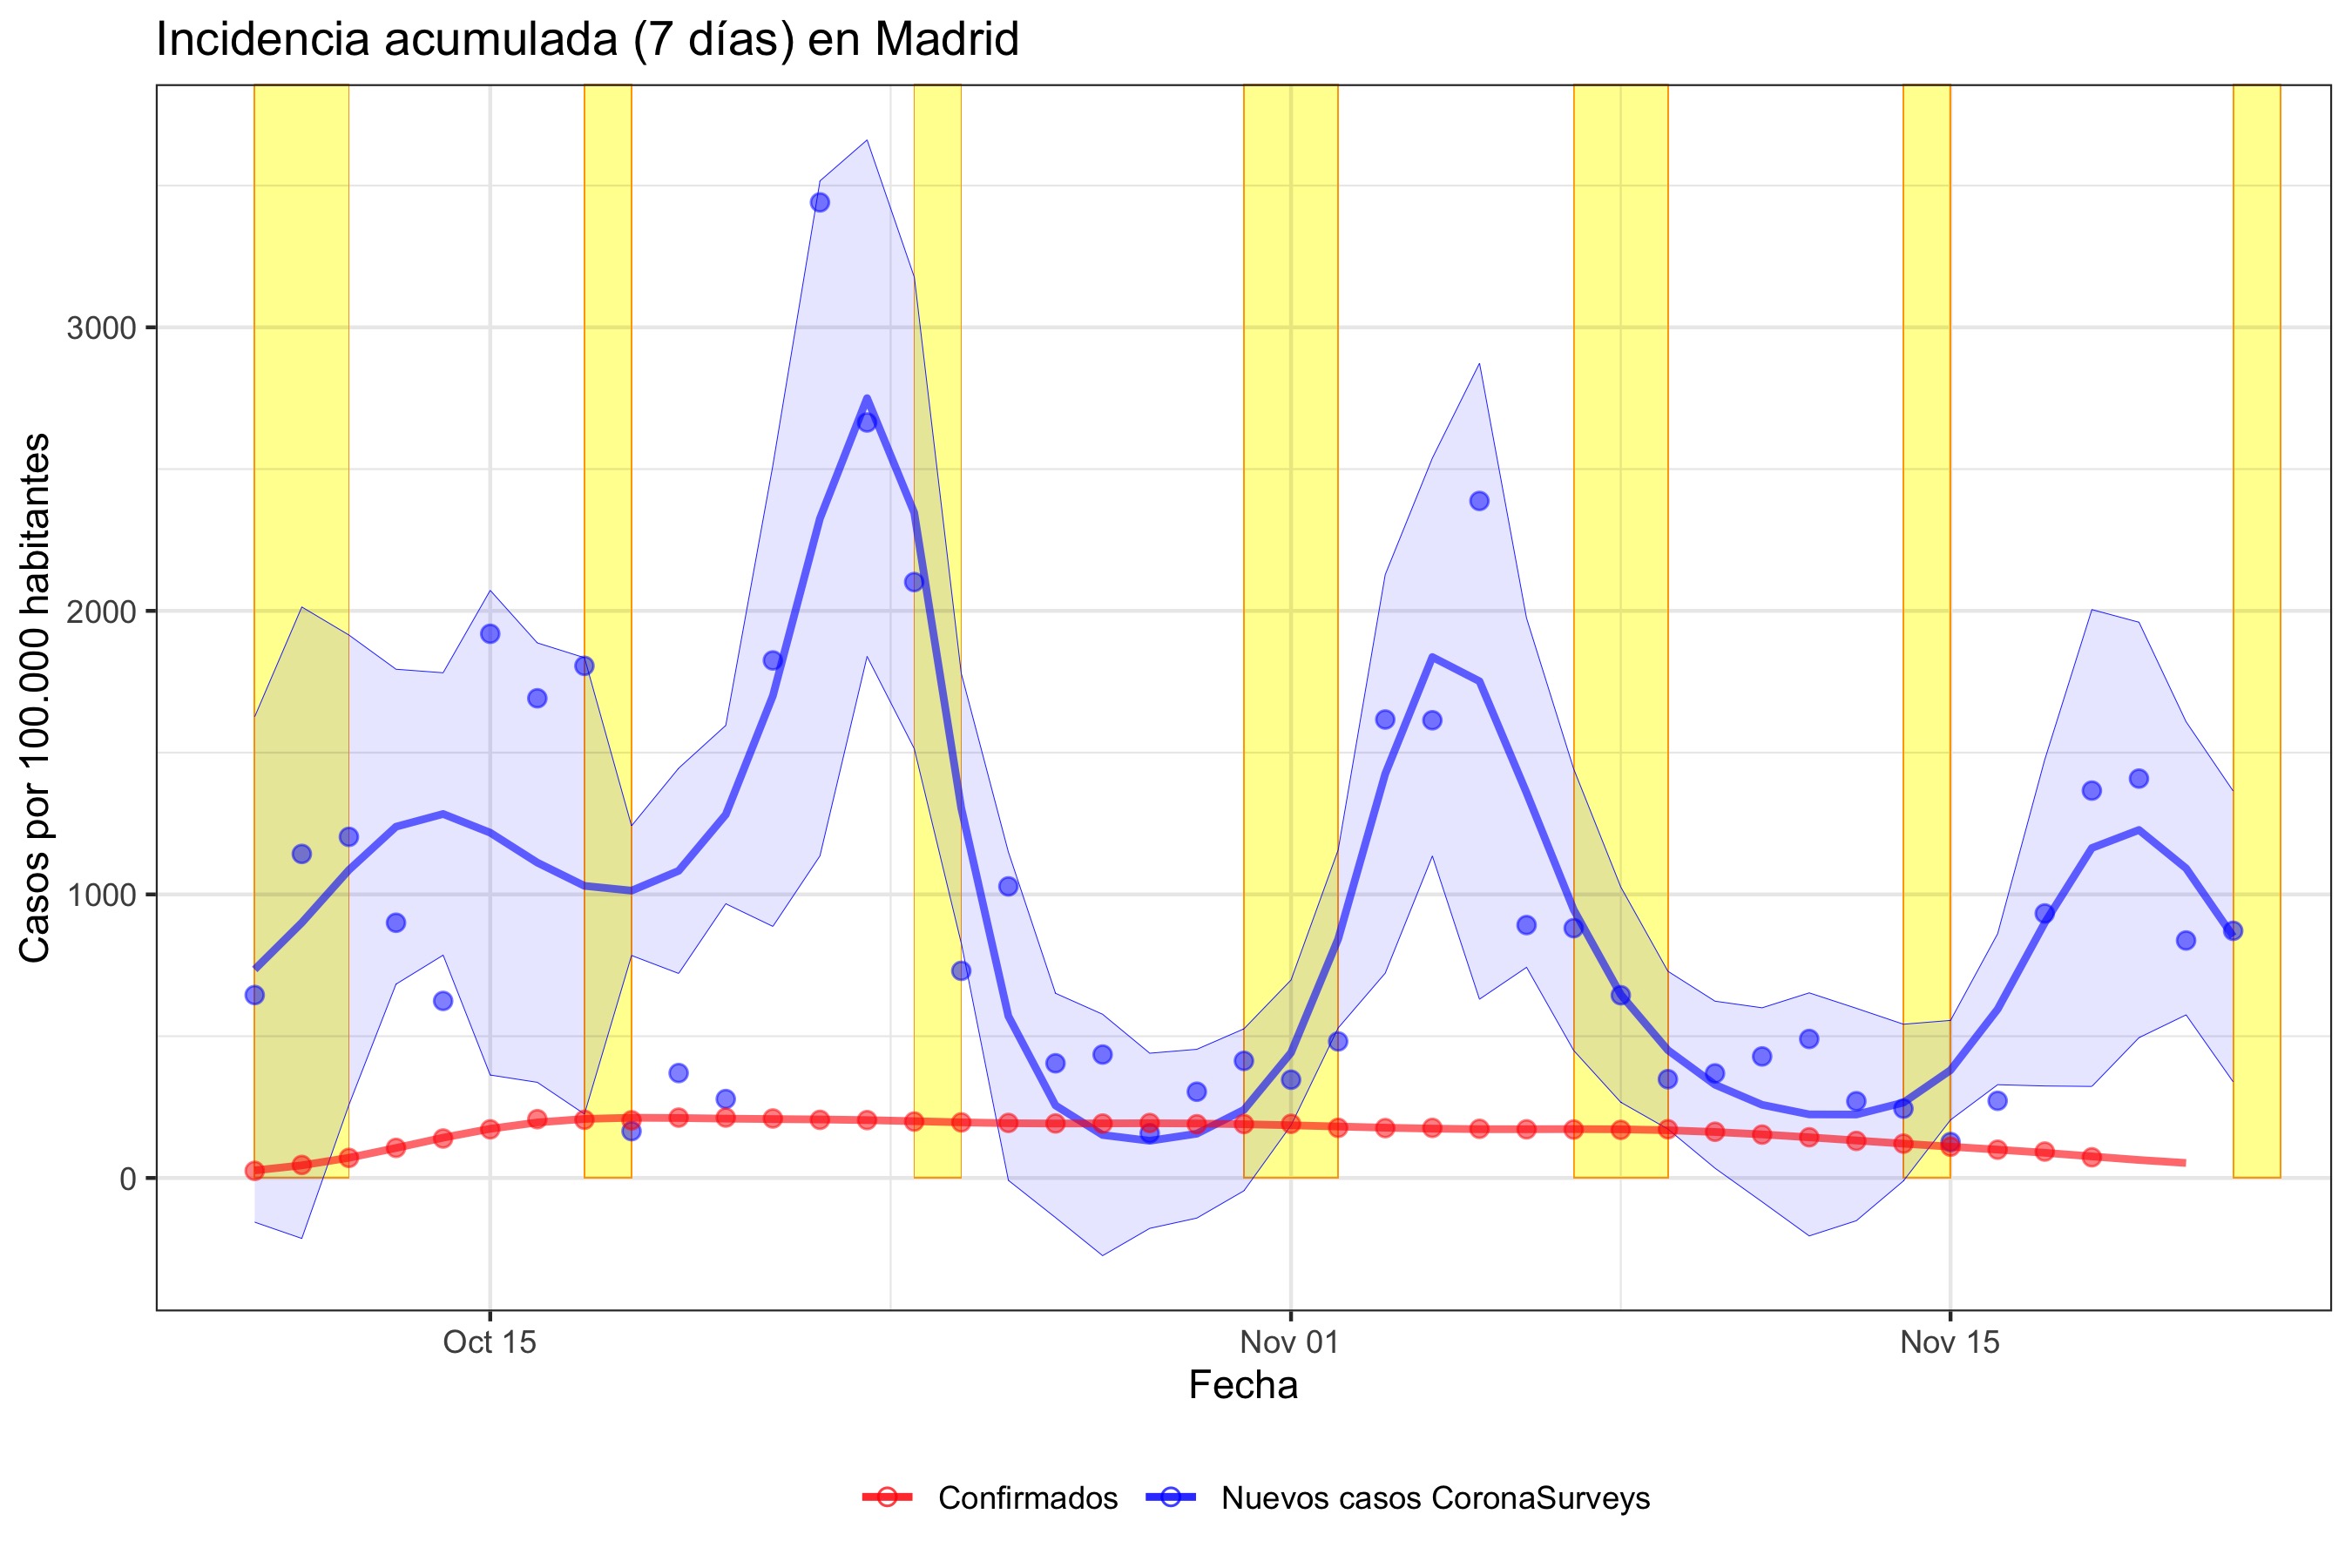 Incidencia acumulada (7 días) en Madrid
Casos por 100.000 habitantes
3000
2000
1000
0
Oct 15
Nov 01
Nov 15
Fecha
Confirmados
Nuevos casos CoronaSurveys